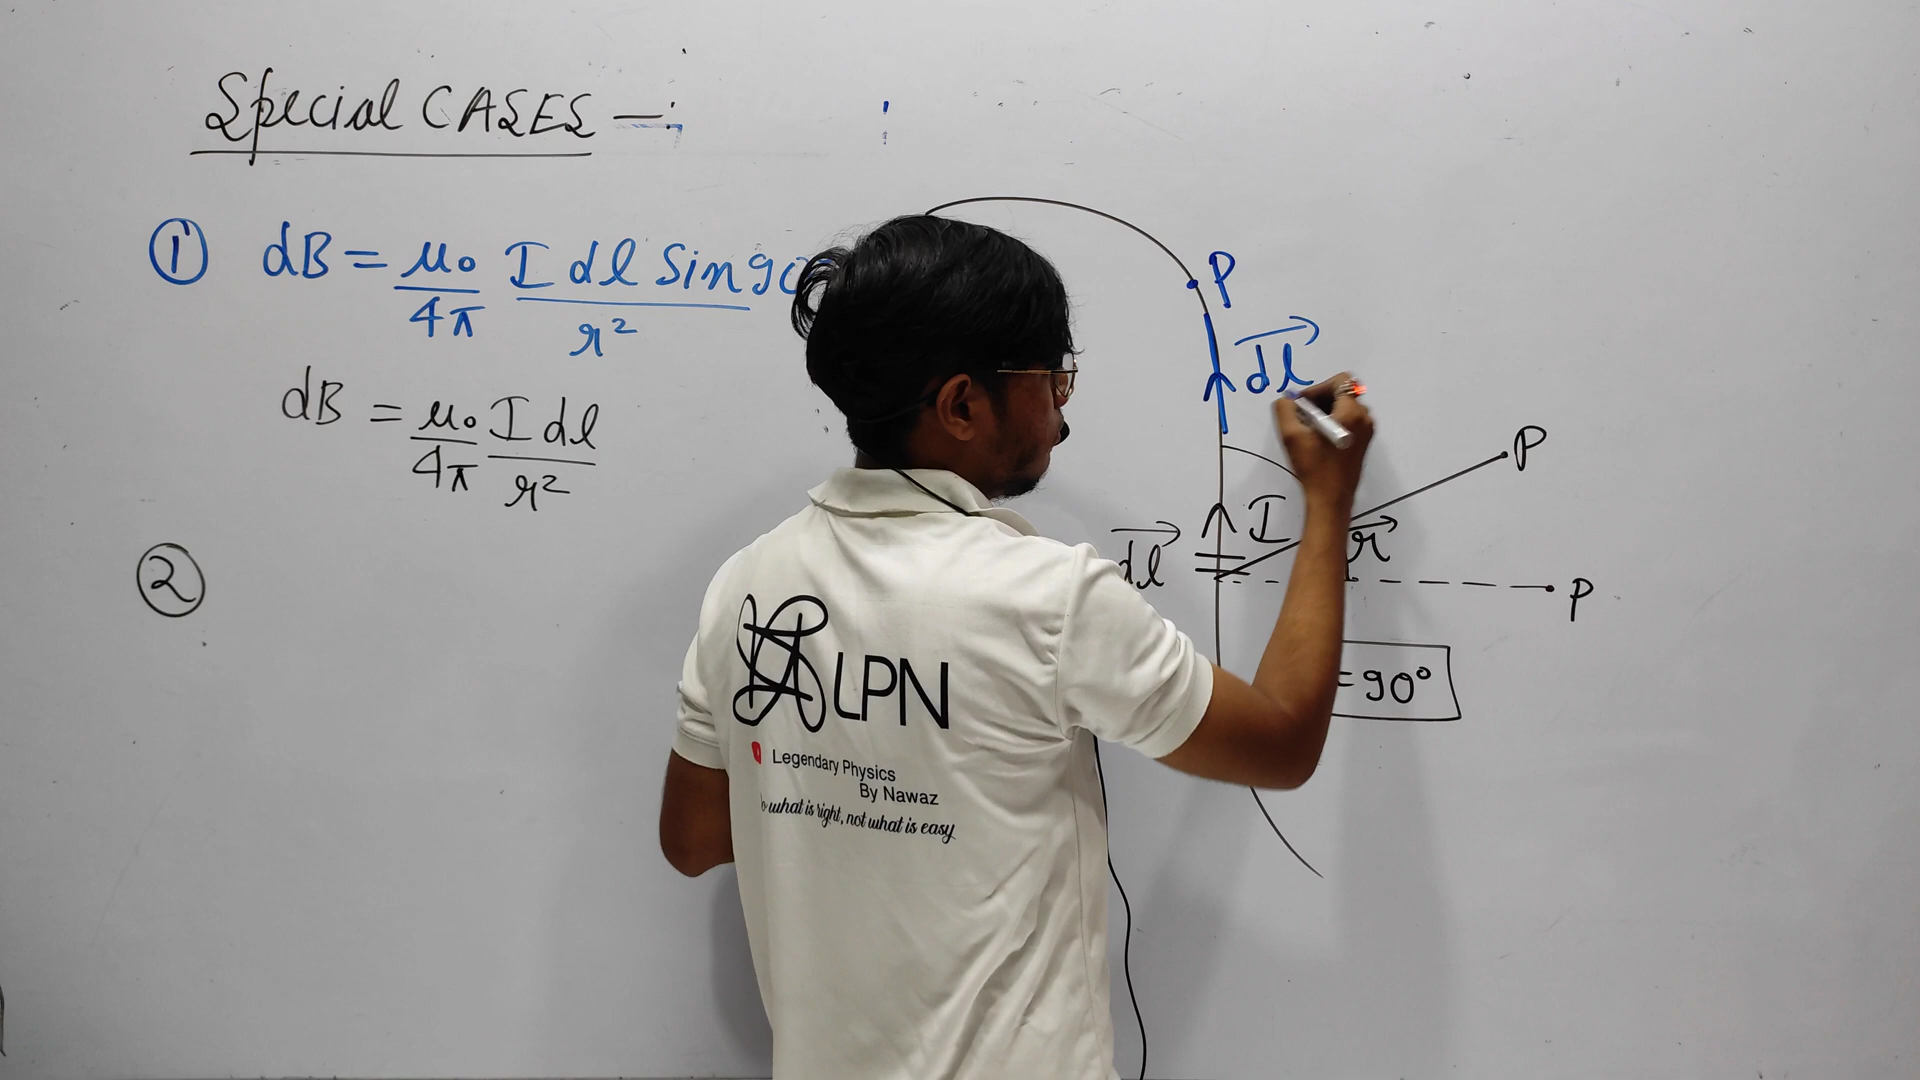 Special CASES —:
① dB = μ₀/4π I dl Sin90/r²
dB = μ₀/4π I dl/r²
②
P
dl
P
I
r
dl
P
=90°
LPN
Legendary Physics
By Nawaz
what is right, not what is easy